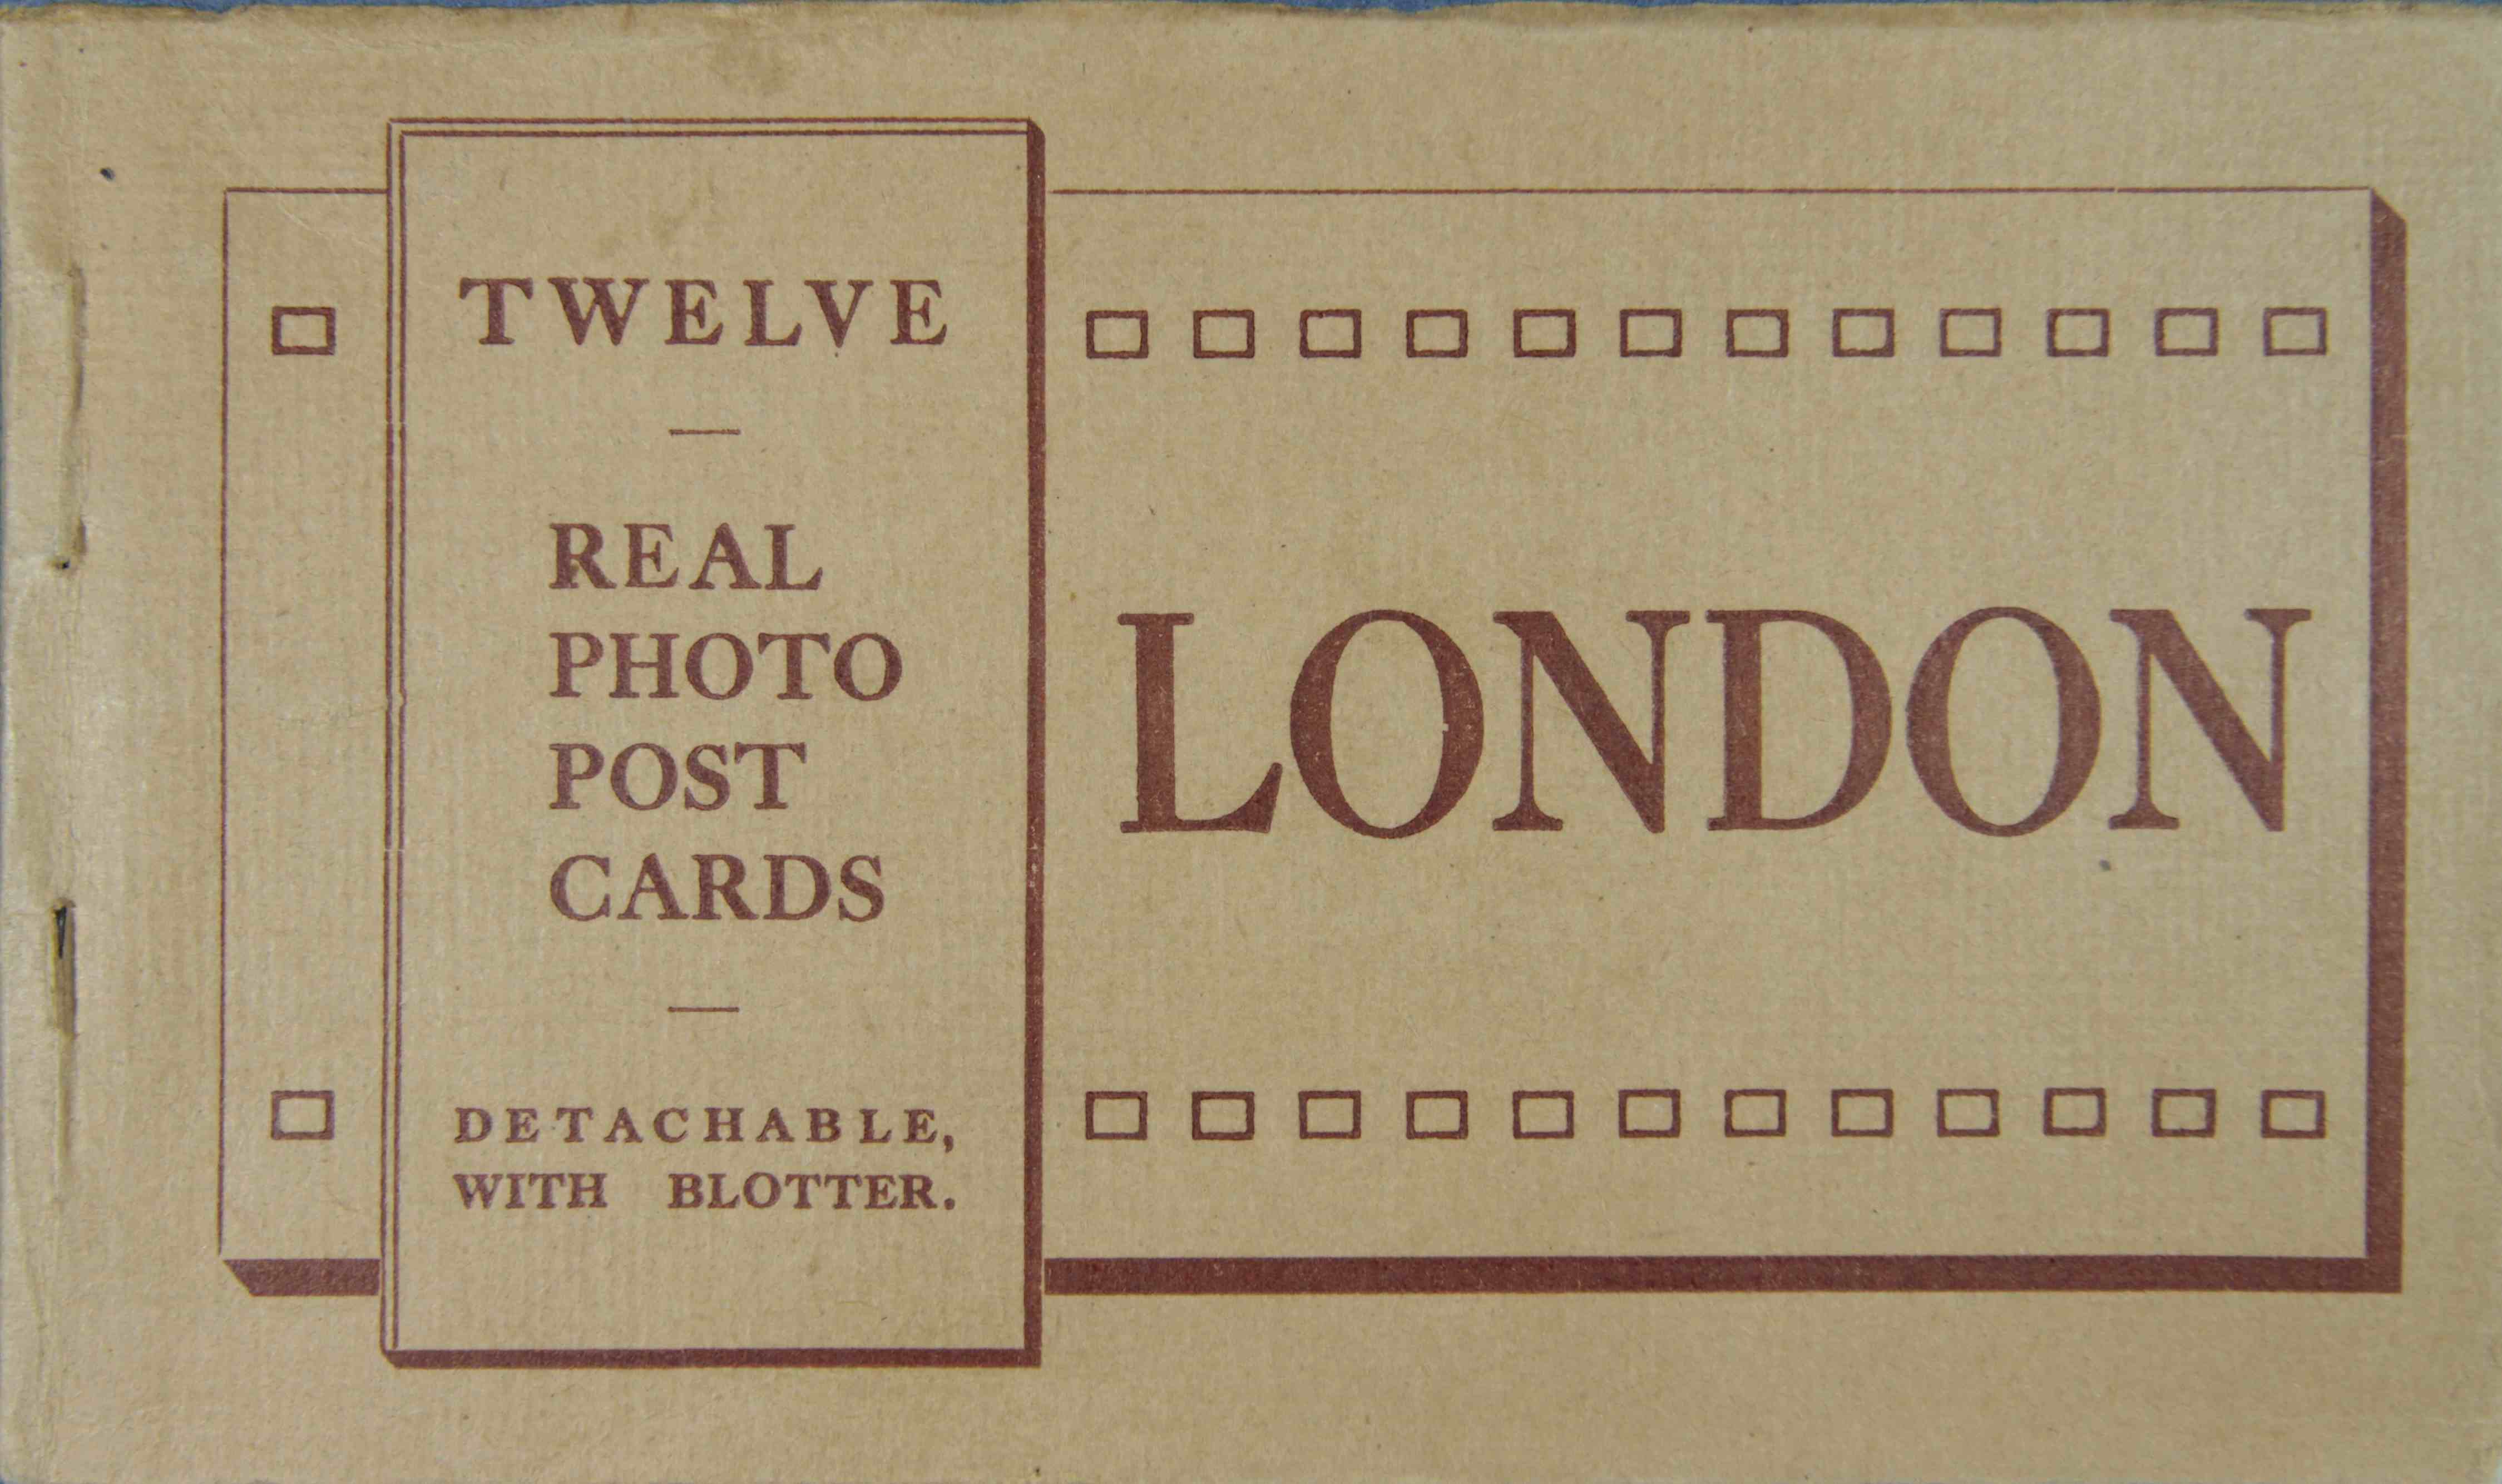 TWELVE
REAL
PHOTO
POST
CARDS
DETACHABLE,
WITH BLOTTER.
LONDON